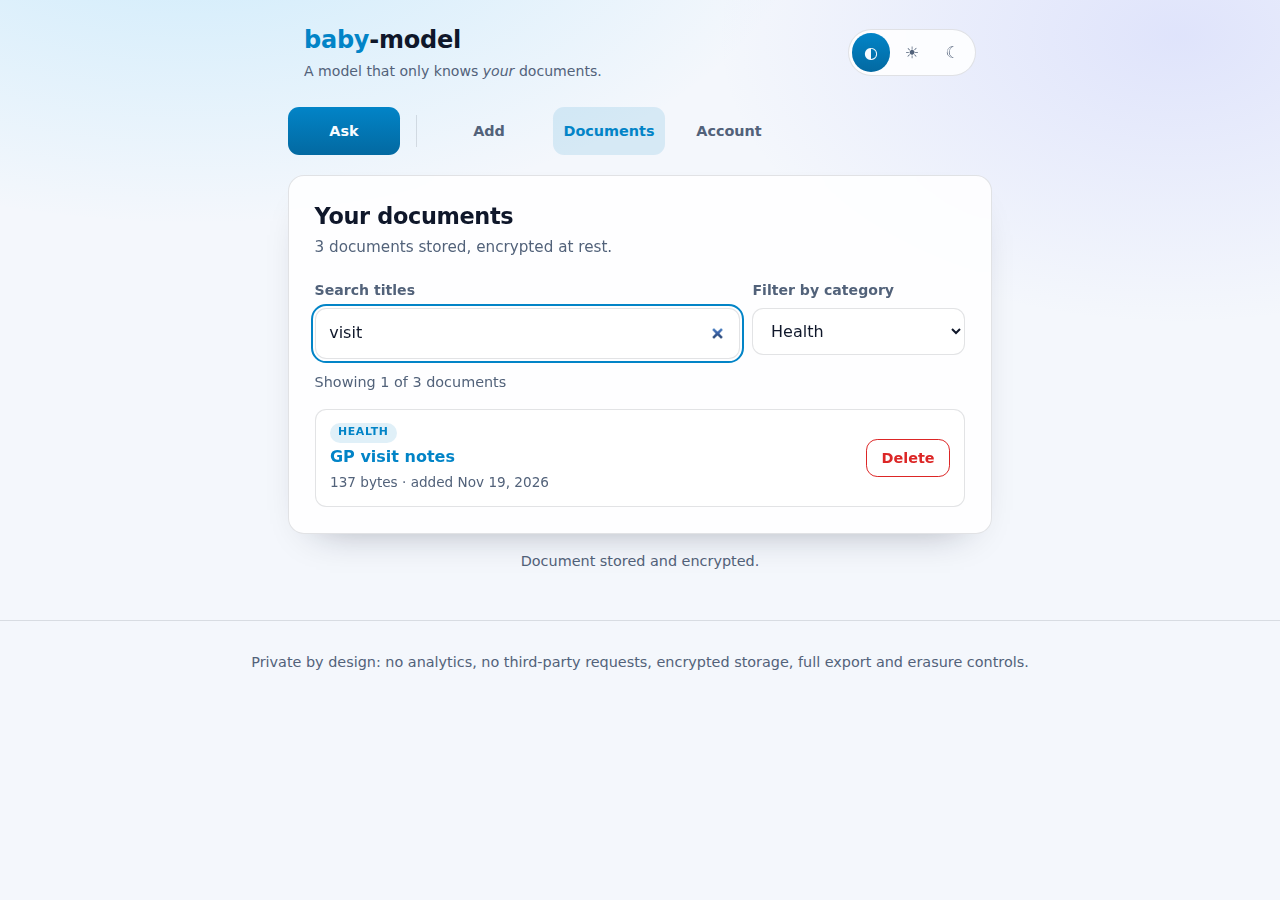 baby-model
A model that only knows your documents.
Ask
Add
Documents
Account
Your documents
3 documents stored, encrypted at rest.
Search titles
Filter by category
visit
Health
Showing 1 of 3 documents
HEALTH
GP visit notes
137 bytes · added Nov 19, 2026
Delete
Document stored and encrypted.
Private by design: no analytics, no third-party requests, encrypted storage, full export and erasure controls.